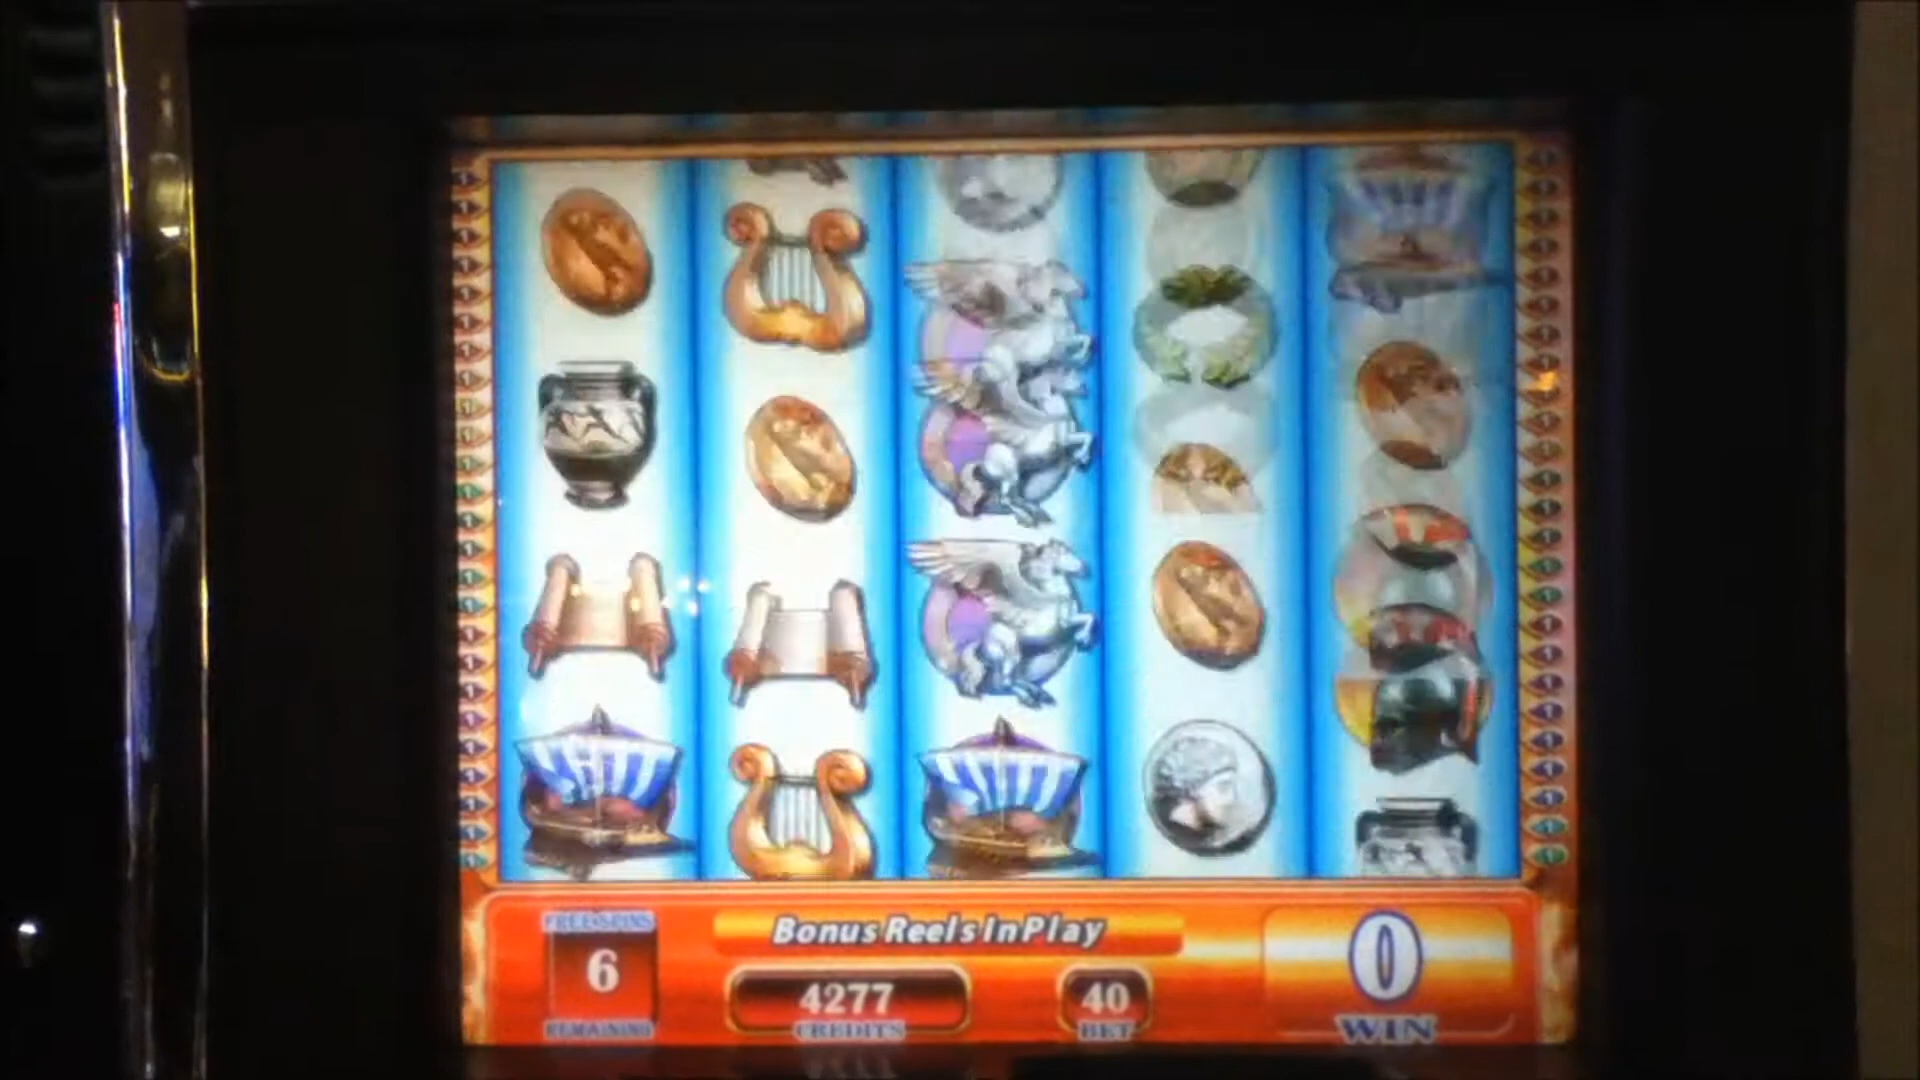 FREE SPINS
6
REMAINING
Bonus Reels In Play
4277
CREDITS
40
BET
0
WIN